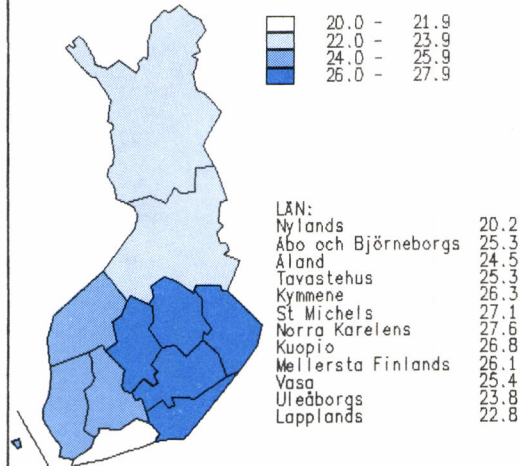 20.0 - 21.9
22.0 - 23.9
24.0 - 25.9
26.0 - 27.9
LÄN:
Nylands 20.2
Åbo och Björneborgs 25.3
Åland 24.5
Tavastehus 25.3
Kymmene 26.3
St Michels 27.1
Norra Karelens 27.6
Kuopio 26.8
Mellersta Finlands 26.1
Vasa 25.4
Uleåborgs 23.8
Lapplands 22.8